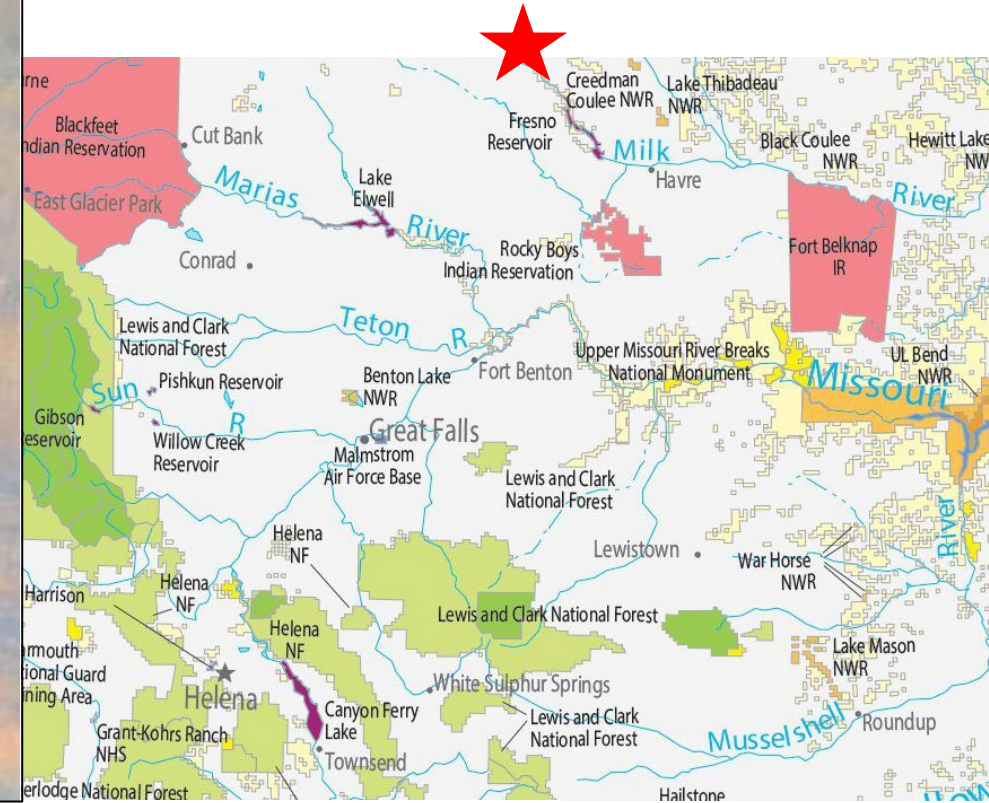 rne
Blackfeet
ndian Reservation
Cut Bank
East Glacier Park
Marias
River
Lake
Elwell
Creedman
Coulee NWR
Lake Thibadeau
NWR
Fresno
Reservoir
Milk
River
Havre
Black Coulee
NWR
Hewitt Lake
NW
Conrad
Rocky Boys
Indian Reservation
Fort Belknap
IR
Lewis and Clark
National Forest
Teton R
Fort Benton
Upper Missouri River Breaks
National Monument
UL Bend
NWR
Missouri
River
Sun
R
Pishkun Reservoir
Benton Lake
NWR
Gibson
eservoir
Willow Creek
Reservoir
Great Falls
Malmstrom
Air Force Base
Lewis and Clark
National Forest
Helena
NF
Lewistown
War Horse
NWR
Harrison
Helena
NF
Helena
NF
Lewis and Clark National Forest
Lake Mason
NWR
armouth
tional Guard
ining Area
Helena
White Sulphur Springs
Canyon Ferry
Lake
Lewis and Clark
National Forest
Musselshell
Roundup
Grant-Kohrs Ranch
NHS
Townsend
erlodge National Forest
Hailstone